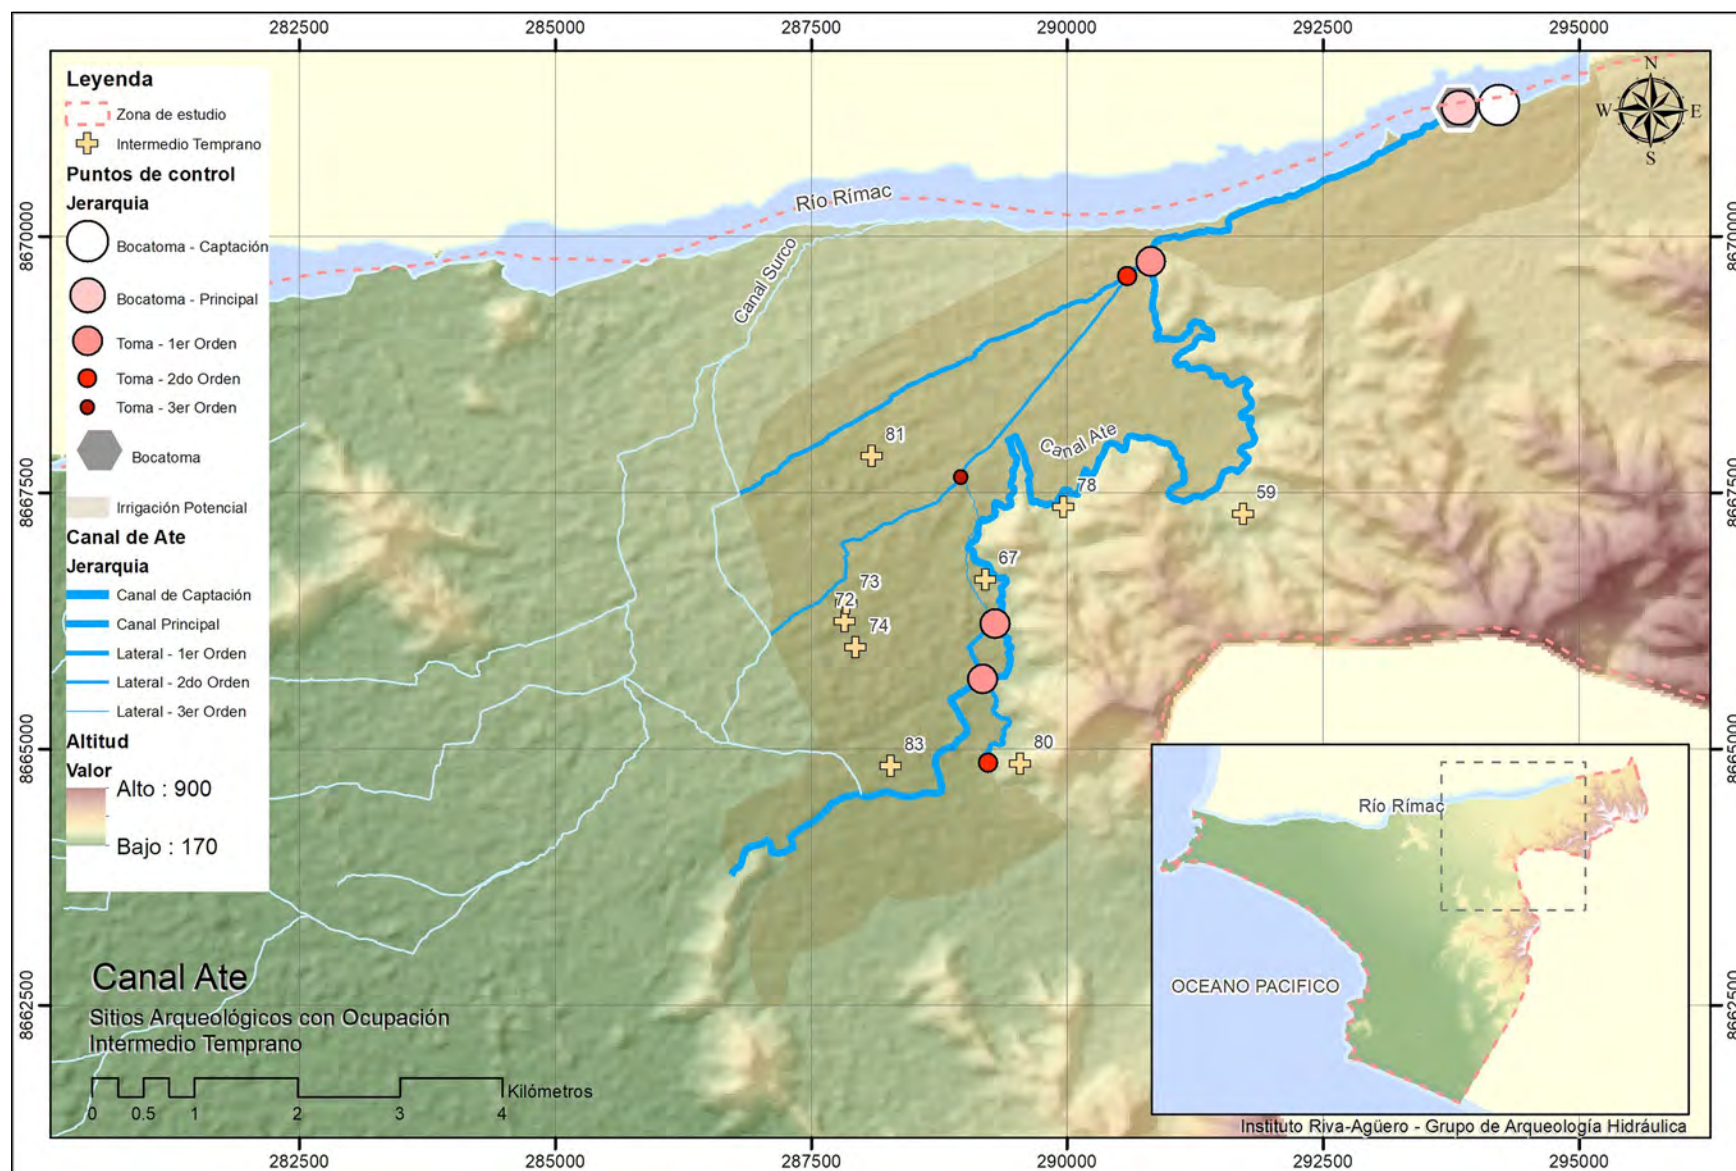 282500 285000 287500 290000 292500 295000
Leyenda
Zona de estudio
Intermedio Temprano
Puntos de control
Jerarquia
Bocatoma - Captación
Bocatoma - Principal
Toma - 1er Orden
Toma - 2do Orden
Toma - 3er Orden
Bocatoma
Irrigación Potencial
Canal de Ate
Jerarquia
Canal de Captación
Canal Principal
Lateral - 1er Orden
Lateral - 2do Orden
Lateral - 3er Orden
Altitud
Valor
Alto : 900
Bajo : 170
N
W E
S
Río Rímac
Canal Surco
Canal Ate
81
78
59
67
73
72
74
83
80
8670000
8667500
8665000
8662500
8670000
8667500
8665000
8662500
Río Rímac
OCEANO PACIFICO
Canal Ate
Sitios Arqueológicos con Ocupación
Intermedio Temprano
Kilómetros
0 0.5 1 2 3 4
Instituto Riva-Agüero - Grupo de Arqueología Hidráulica
282500 285000 287500 290000 292500 295000